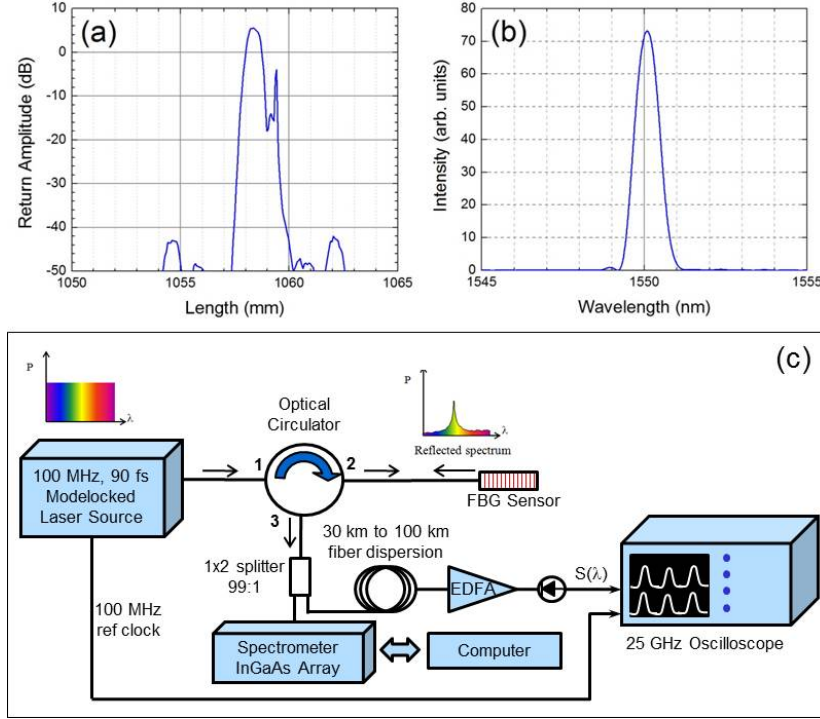 (a)
10
0
-10
-20
-30
-40
-50
Return Amplitude (dB)
1050
1055
1060
1065
Length (mm)
(b)
80
70
60
50
40
30
20
10
0
Intensity (arb. units)
1545
1550
1555
Wavelength (nm)
(c)
P
λ
Optical
Circulator
P
λ
Reflected spectrum
100 MHz, 90 fs
Modelocked
Laser Source
1
2
3
FBG Sensor
30 km to 100 km
fiber dispersion
1x2 splitter
99:1
EDFA
S(λ)
100 MHz
ref clock
Spectrometer
InGaAs Array
Computer
25 GHz Oscilloscope